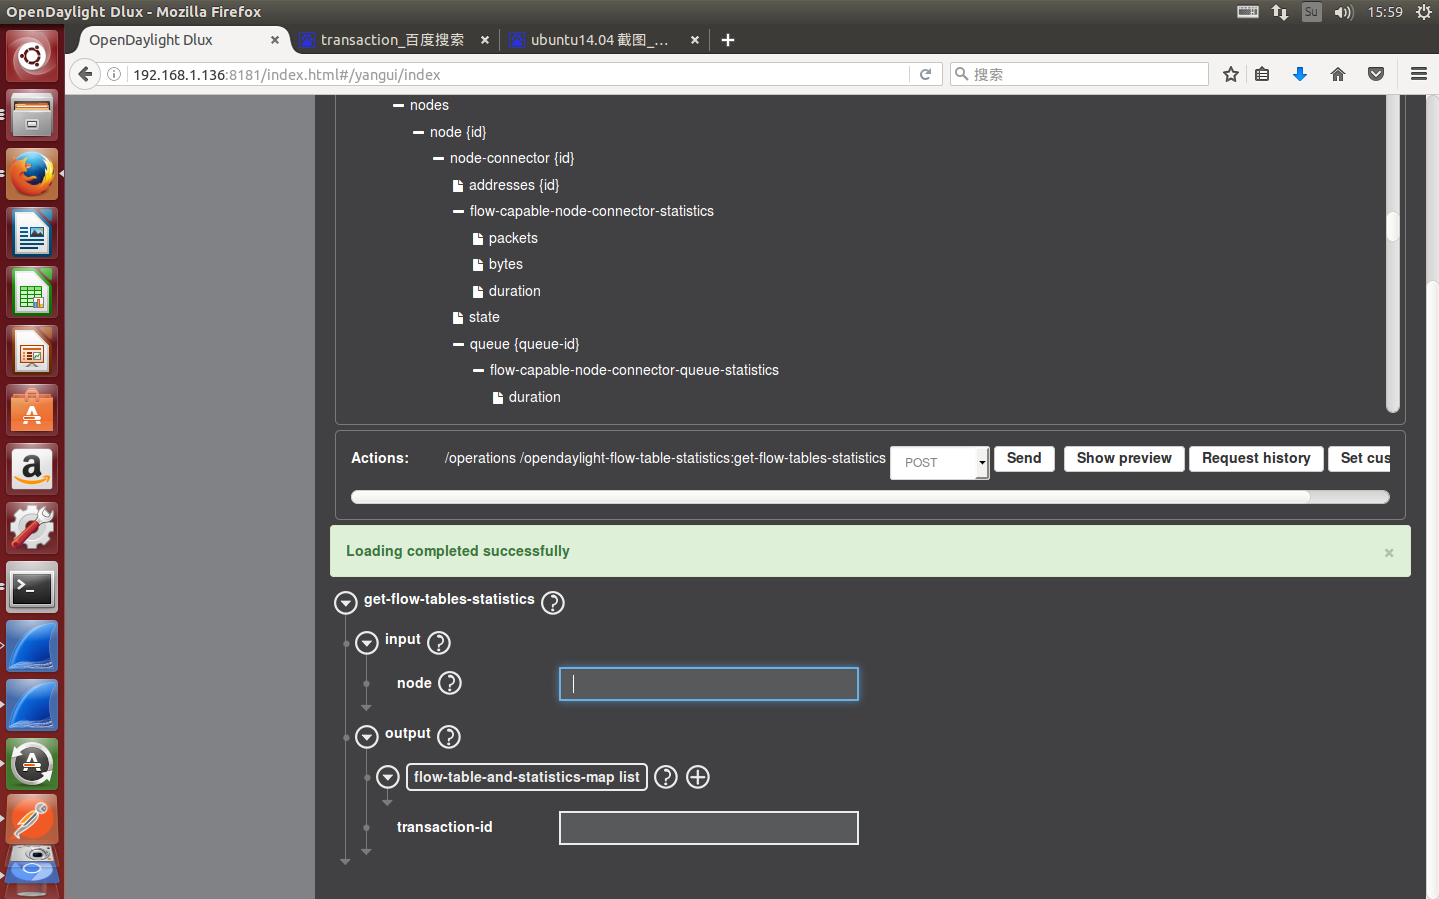 OpenDaylight Dlux - Mozilla Firefox
Su
15:59
OpenDaylight Dlux
transaction_百度搜索
ubuntu14.04 截图_...
192.168.1.136:8181/index.html#/yangui/index
搜索
nodes
node {id}
node-connector {id}
addresses {id}
flow-capable-node-connector-statistics
packets
bytes
duration
state
queue {queue-id}
flow-capable-node-connector-queue-statistics
duration
Actions:
/operations /opendaylight-flow-table-statistics:get-flow-tables-statistics
POST
Send
Show preview
Request history
Set cus
Loading completed successfully
×
get-flow-tables-statistics ?
input ?
node ?
output ?
flow-table-and-statistics-map list ?
transaction-id